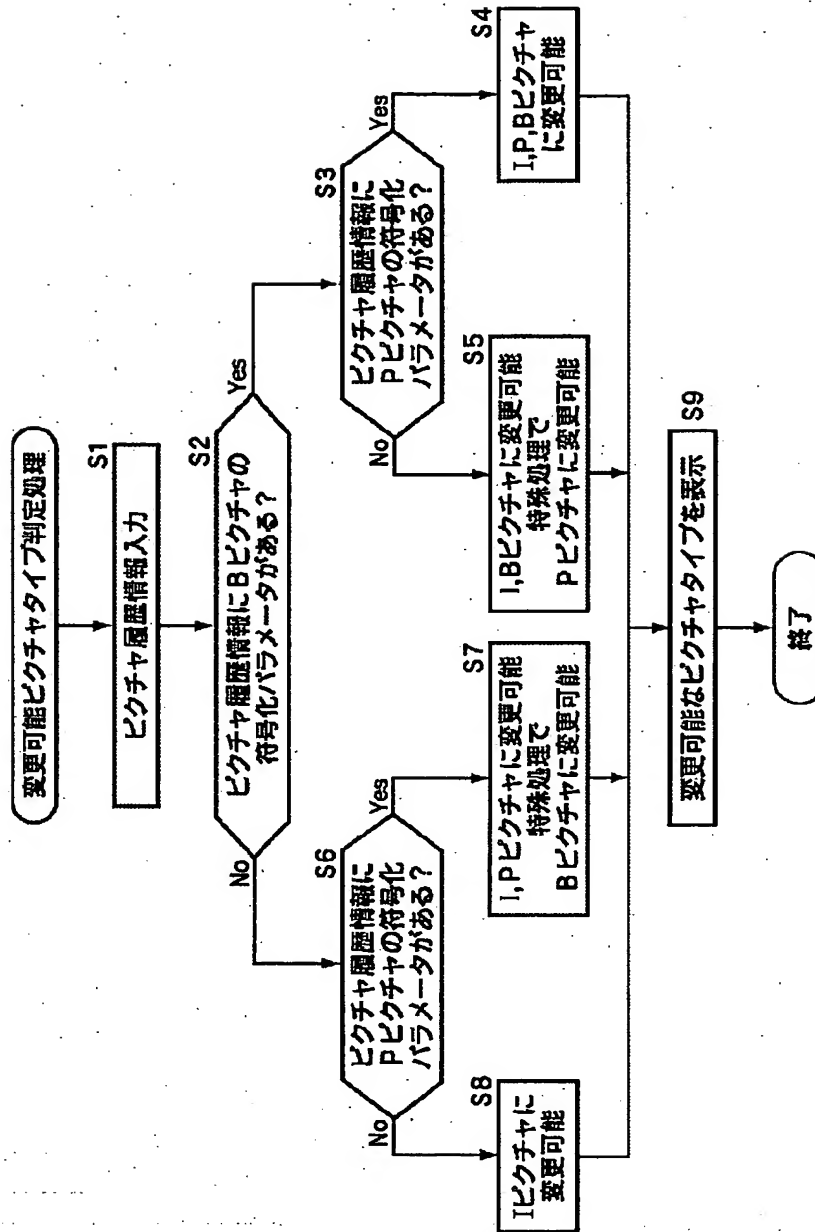 変更可能ピクチャタイプ判定処理
S1
ピクチャ履歴情報入力
S2
ピクチャ履歴情報にBピクチャの
符号化パラメータがある?
No
Yes
S6
ピクチャ履歴情報に
Pピクチャの符号化
パラメータがある?
No
Yes
S3
ピクチャ履歴情報に
Pピクチャの符号化
パラメータがある?
No
Yes
S8
Iピクチャに
変更可能
S7
I,Pピクチャに変更可能
特殊処理で
Bピクチャに変更可能
S5
I,Bピクチャに変更可能
特殊処理で
Pピクチャに変更可能
S4
I,P,Bピクチャ
に変更可能
S9
変更可能なピクチャタイプを表示
終了